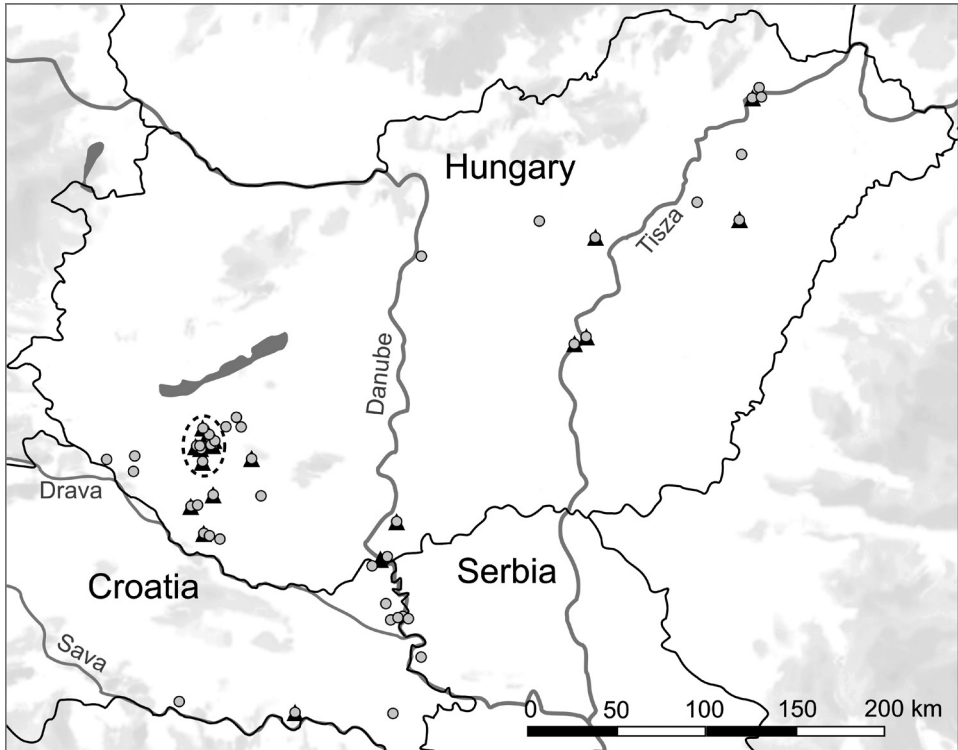 Hungary
Tisza
Danube
Drava
Croatia
Serbia
Sava
0 50 100 150 200 km